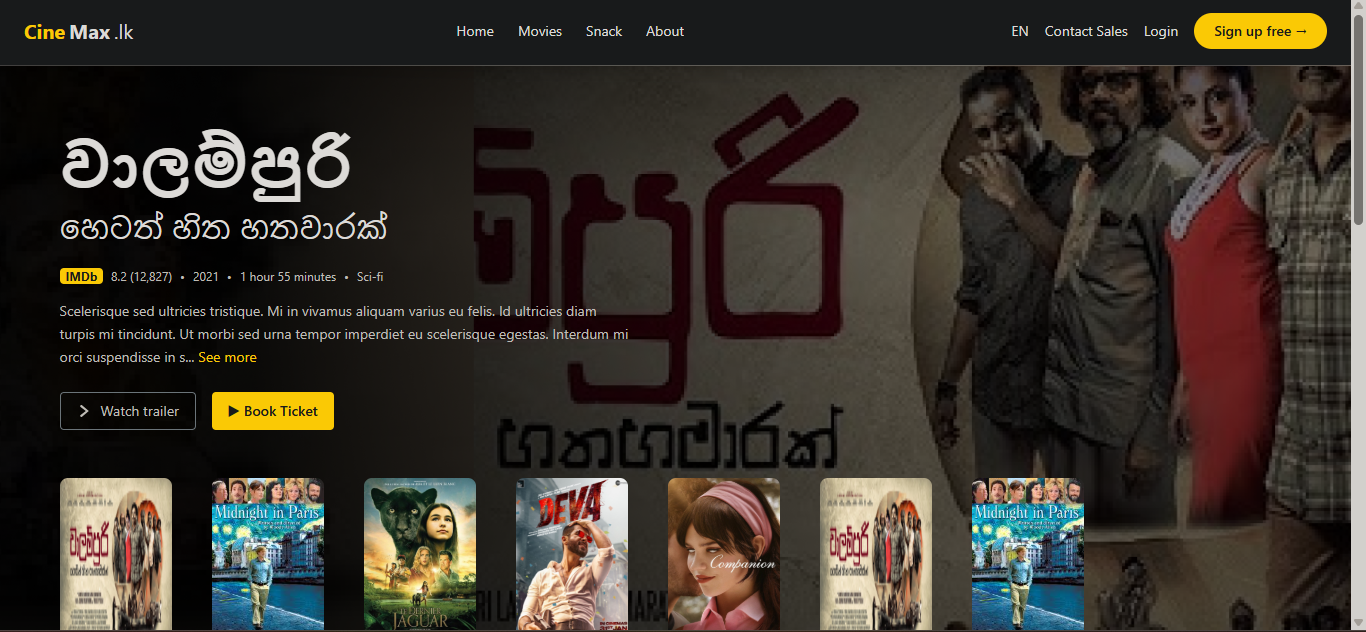 Cine Max .lk
Home Movies Snack About
EN Contact Sales Login Sign up free →
වාලම්පුරි
හෙටත් හිත හතවාරක්
IMDb 8.2 (12,827) • 2021 • 1 hour 55 minutes • Sci-fi
Scelerisque sed ultricies tristique. Mi in vivamus aliquam varius eu felis. Id ultricies diam
turpis mi tincidunt. Ut morbi sed urna tempor imperdiet eu scelerisque egestas. Interdum mi
orci suspendisse in s... See more
Watch trailer
Book Ticket
වාලම්පුරි
Midnight in Paris
LE DERNIER
JAGUAR
DEVA
Companion
වාලම්පුරි
Midnight in Paris